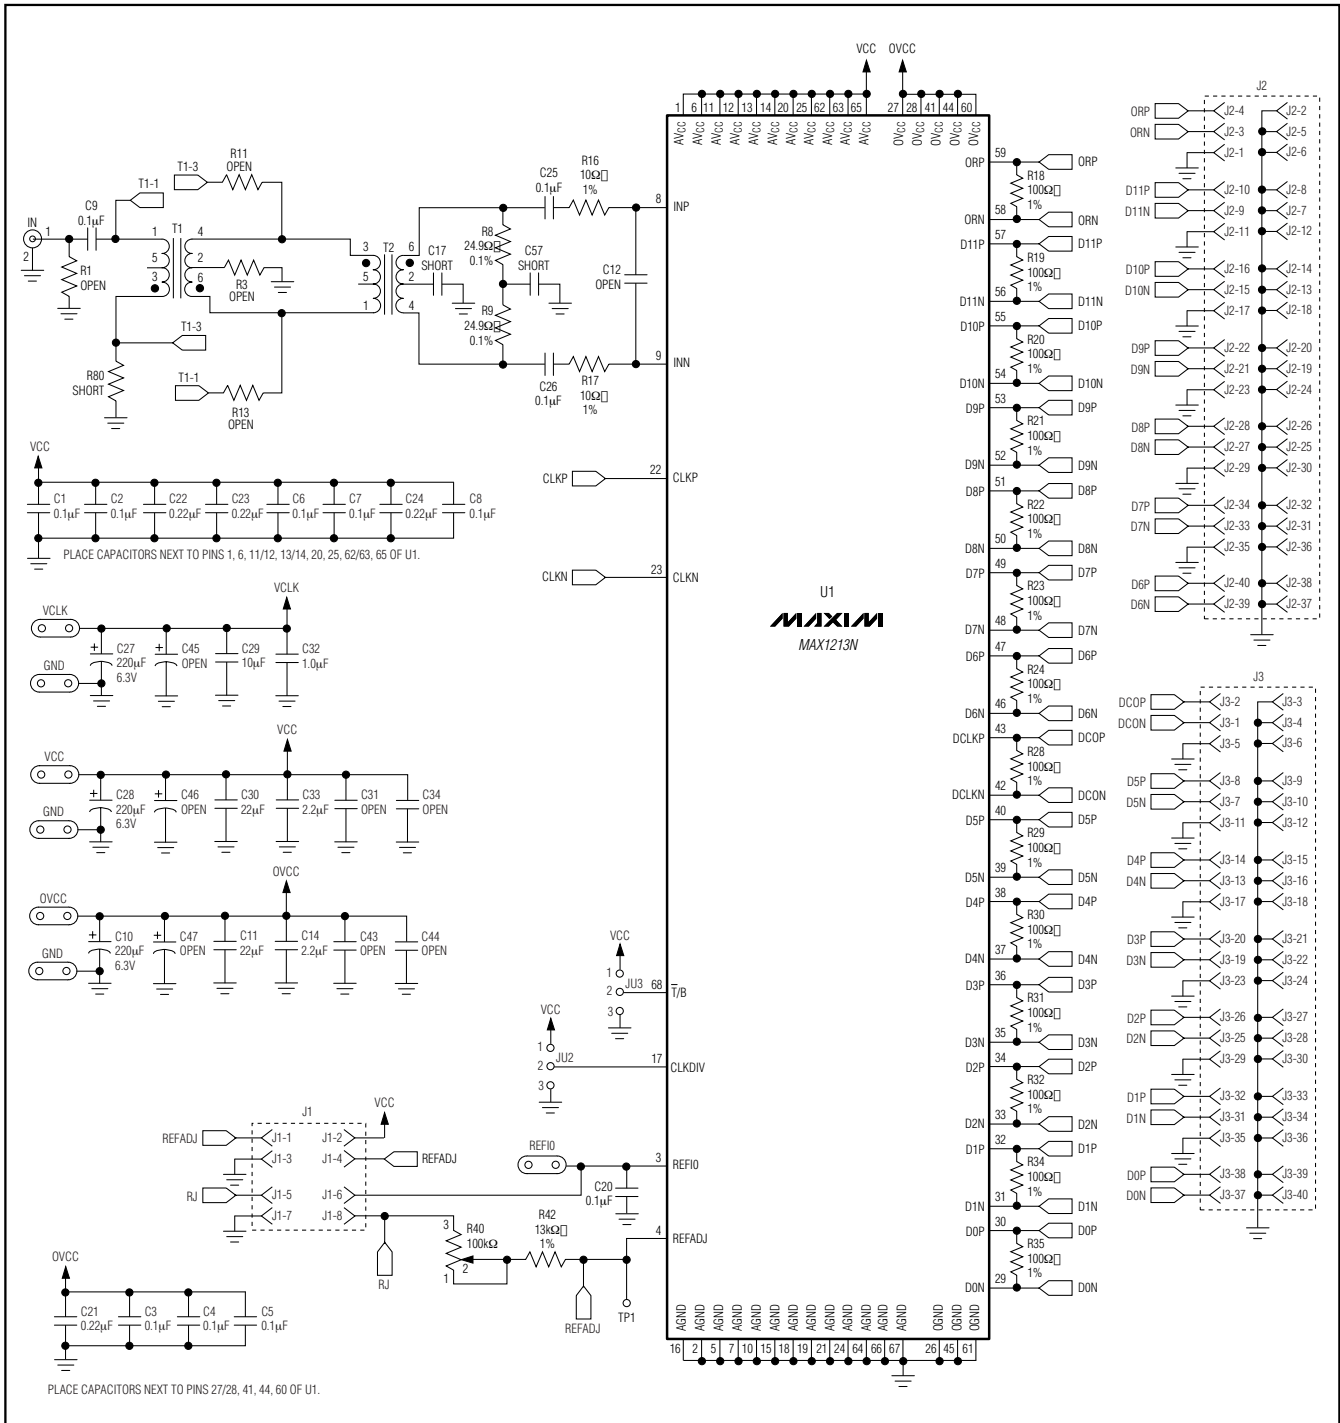 VCC OVCC
1 6 11 12 13 14 20 25 62 63 65 27 28 41 44 60
AVCC AVCC AVCC AVCC AVCC AVCC AVCC AVCC AVCC AVCC AVCC OVCC OVCC OVCC OVCC OVCC
IN
1
2
R1
OPEN
C9
0.1μF
T1-1
T1-3
R11
OPEN
1 T1 4
5 2
3 6
R3
OPEN
T1-3
R80
SHORT
T1-1
R13
OPEN
3 T2 6
5 2
1 4
C17
SHORT
R8
24.9Ω
0.1%
C57
SHORT
R9
24.9Ω
0.1%
C25
0.1μF
R16
10Ω
1%
C12
OPEN
C26
0.1μF
R17
10Ω
1%
8 INP
9 INN
CLKP 22 CLKP
CLKN 23 CLKN
VCC
C1
0.1μF
C2
0.1μF
C22
0.22μF
C23
0.22μF
C6
0.1μF
C7
0.1μF
C24
0.22μF
C8
0.1μF
PLACE CAPACITORS NEXT TO PINS 1, 6, 11/12, 13/14, 20, 25, 62/63, 65 OF U1.
VCLK
GND
VCLK
C27
220μF
6.3V
C45
OPEN
C29
10μF
C32
1.0μF
VCC
GND
VCC
C28
220μF
6.3V
C46
OPEN
C30
22μF
C33
2.2μF
C31
OPEN
C34
OPEN
OVCC
GND
OVCC
C10
220μF
6.3V
C47
OPEN
C11
22μF
C14
2.2μF
C43
OPEN
C44
OPEN
U1
MAXIM
MAX1213N
VCC
1
2 JU3 68 T/B
3
VCC
1
2 JU2 17 CLKDIV
3
J1
VCC
REFADJ J1-1 J1-2
J1-3 J1-4 REFADJ
RJ J1-5 J1-6
J1-7 J1-8
RJ
REFIO
3 REFIO
C20
0.1μF
3 R40
100kΩ
2
1
R42
13kΩ
1%
4 REFADJ
REFADJ
TP1
OVCC
C21
0.22μF
C3
0.1μF
C4
0.1μF
C5
0.1μF
PLACE CAPACITORS NEXT TO PINS 27/28, 41, 44, 60 OF U1.
AGND AGND AGND AGND AGND AGND AGND AGND AGND AGND AGND AGND AGND OGND OGND OGND
16 2 5 7 10 15 18 19 21 24 64 66 67 26 45 61
ORP 59 ORP
R18
100Ω
1%
ORN 58 ORN
D11P 57 D11P
R19
100Ω
1%
D11N 56 D11N
D10P 55 D10P
R20
100Ω
1%
D10N 54 D10N
D9P 53 D9P
R21
100Ω
1%
D9N 52 D9N
D8P 51 D8P
R22
100Ω
1%
D8N 50 D8N
D7P 49 D7P
R23
100Ω
1%
D7N 48 D7N
D6P 47 D6P
R24
100Ω
1%
D6N 46 D6N
DCLKP 43 DCOP
R28
100Ω
1%
DCLKN 42 DCON
D5P 40 D5P
R29
100Ω
1%
D5N 39 D5N
D4P 38 D4P
R30
100Ω
1%
D4N 37 D4N
D3P 36 D3P
R31
100Ω
1%
D3N 35 D3N
D2P 34 D2P
R32
100Ω
1%
D2N 33 D2N
D1P 32 D1P
R34
100Ω
1%
D1N 31 D1N
D0P 30 D0P
R35
100Ω
1%
D0N 29 D0N
J2
ORP J2-4 J2-2
ORN J2-3 J2-5
J2-1 J2-6
D11P J2-10 J2-8
D11N J2-9 J2-7
J2-11 J2-12
D10P J2-16 J2-14
D10N J2-15 J2-13
J2-17 J2-18
D9P J2-22 J2-20
D9N J2-21 J2-19
J2-23 J2-24
D8P J2-28 J2-26
D8N J2-27 J2-25
J2-29 J2-30
D7P J2-34 J2-32
D7N J2-33 J2-31
J2-35 J2-36
D6P J2-40 J2-38
D6N J2-39 J2-37
J3
DCOP J3-2 J3-3
DCON J3-1 J3-4
J3-5 J3-6
D5P J3-8 J3-9
D5N J3-7 J3-10
J3-11 J3-12
D4P J3-14 J3-15
D4N J3-13 J3-16
J3-17 J3-18
D3P J3-20 J3-21
D3N J3-19 J3-22
J3-23 J3-24
D2P J3-26 J3-27
D2N J3-25 J3-28
J3-29 J3-30
D1P J3-32 J3-33
D1N J3-31 J3-34
J3-35 J3-36
D0P J3-38 J3-39
D0N J3-37 J3-40